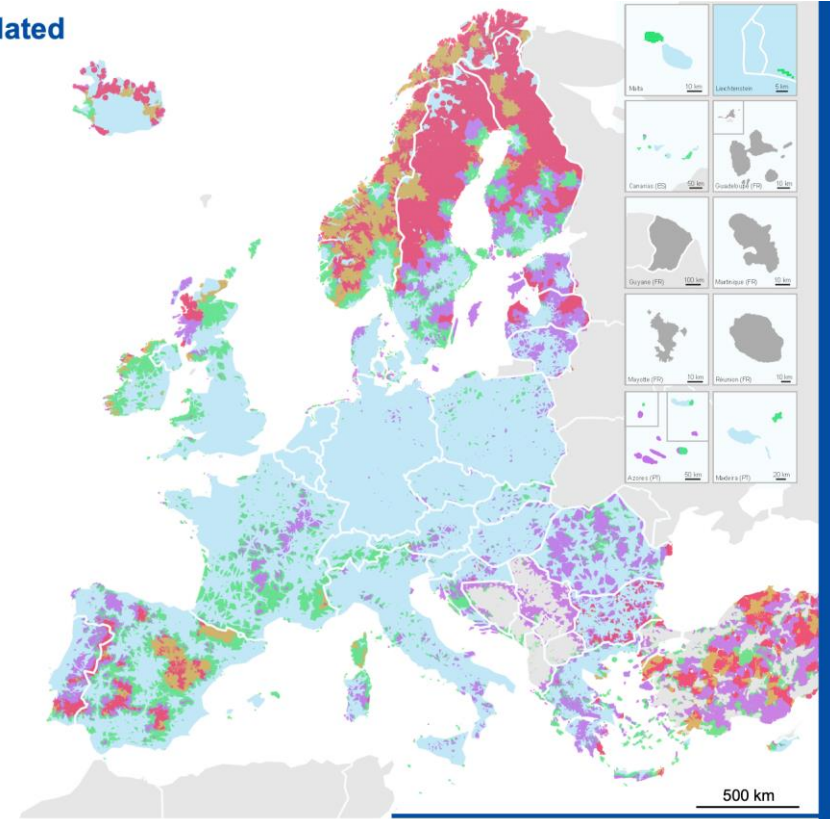 lated
Malta
10 km
Liechtenstein
5 km
Canarias (ES)
50 km
Guadeloupe (FR)
10 km
Guyane (FR)
100 km
Martinique (FR)
10 km
Mayotte (FR)
10 km
Réunion (FR)
10 km
Azores (PT)
50 km
Madeira (PT)
20 km
500 km